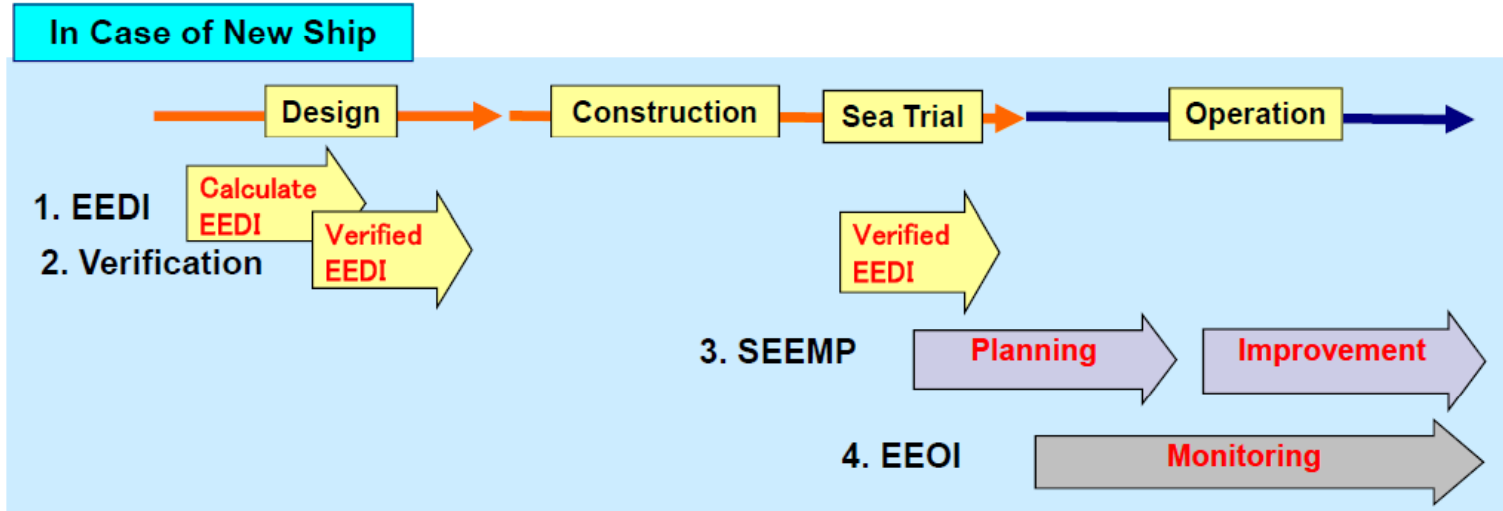 In Case of New Ship
Design
Construction
Sea Trial
Operation
1. EEDI
Calculate
EEDI
2. Verification
Verified
EEDI
Verified
EEDI
3. SEEMP
Planning
Improvement
4. EEOI
Monitoring